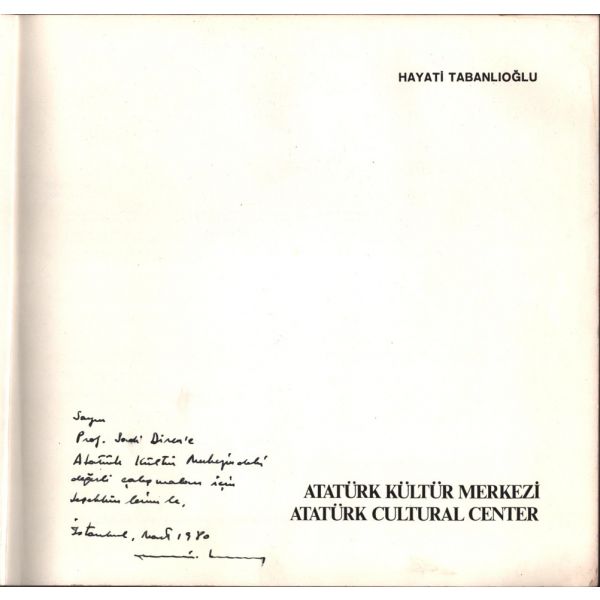 HAYATİ TABANLIOĞLU
Sayın
Prof. Sadi Diren'e
Atatürk Kültür Merkezindeki
değerli çalışmaları için
teşekkürlerimle,
İstanbul, Mart 1980
ATATÜRK KÜLTÜR MERKEZİ
ATATÜRK CULTURAL CENTER